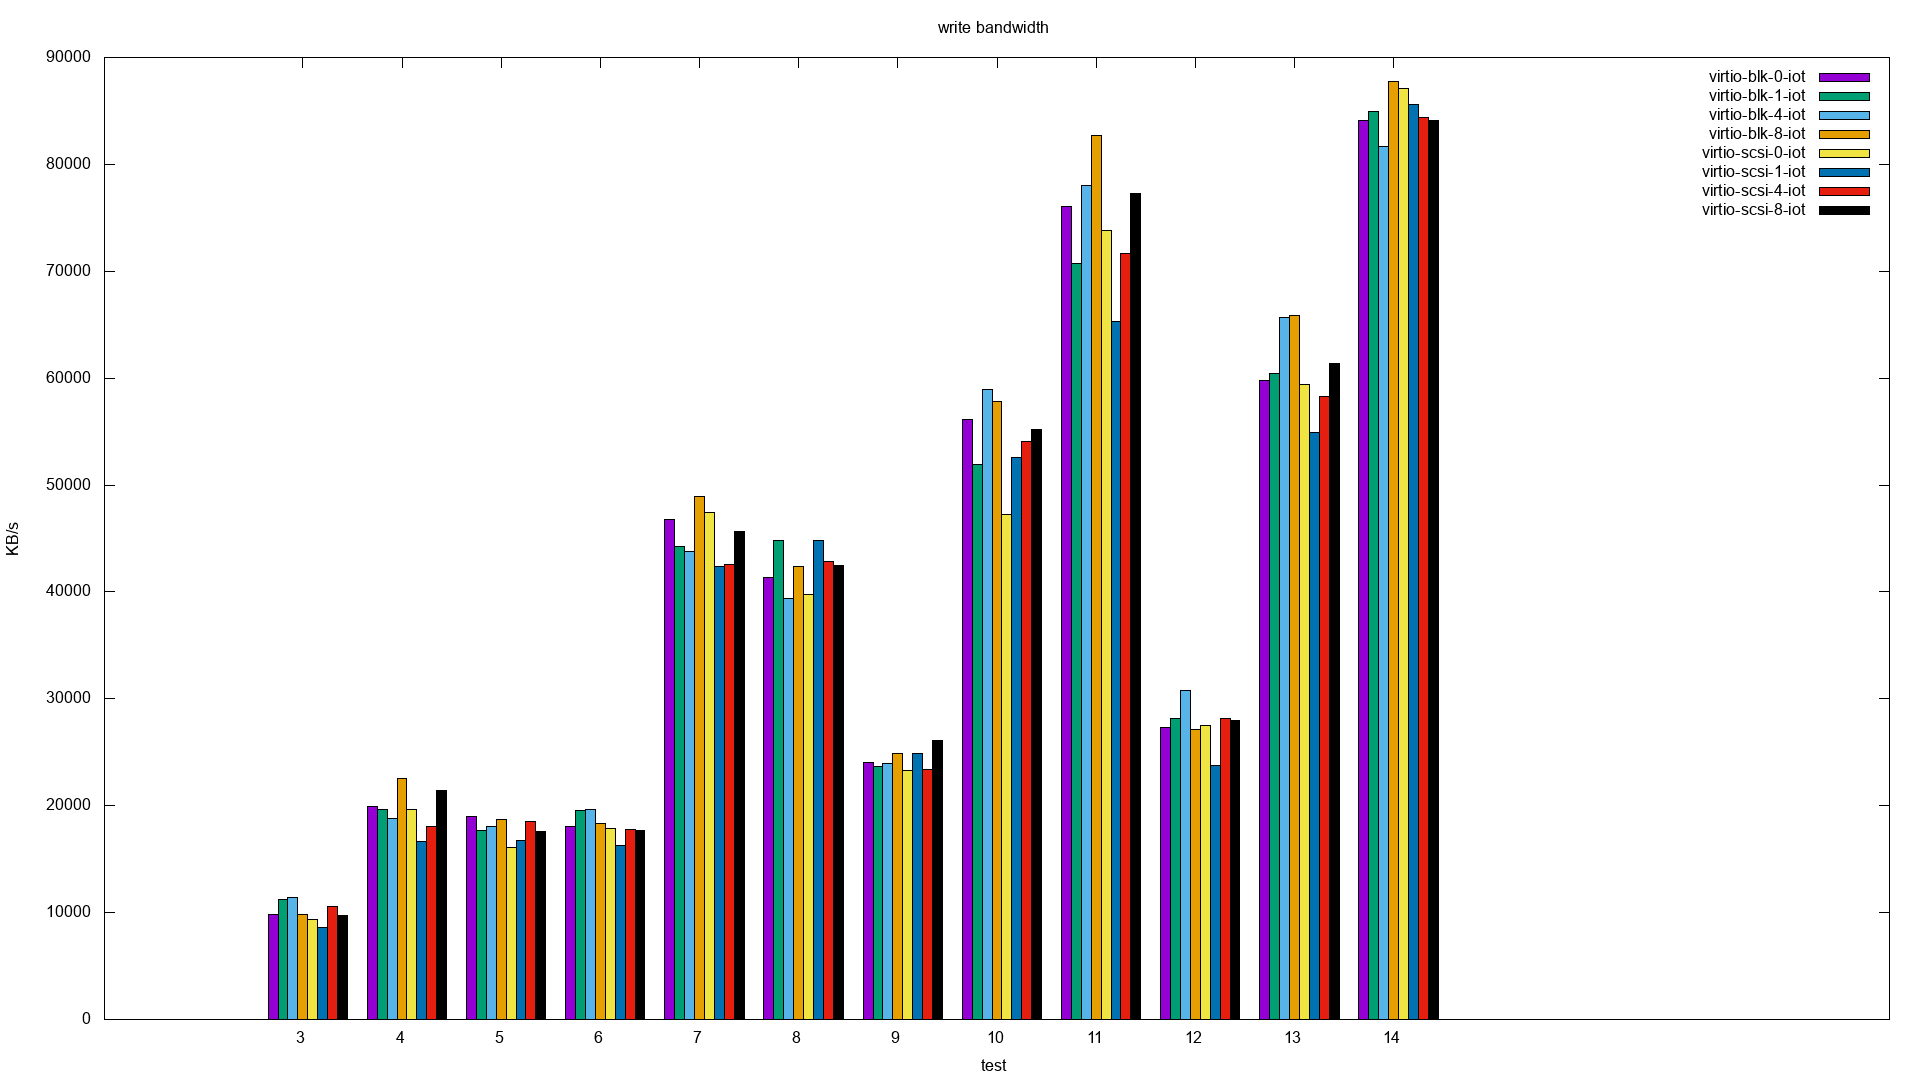 write bandwidth
90000
80000
70000
60000
50000
40000
30000
20000
10000
0
KB/s
virtio-blk-0-iot
virtio-blk-1-iot
virtio-blk-4-iot
virtio-blk-8-iot
virtio-scsi-0-iot
virtio-scsi-1-iot
virtio-scsi-4-iot
virtio-scsi-8-iot
3 4 5 6 7 8 9 10 11 12 13 14
test